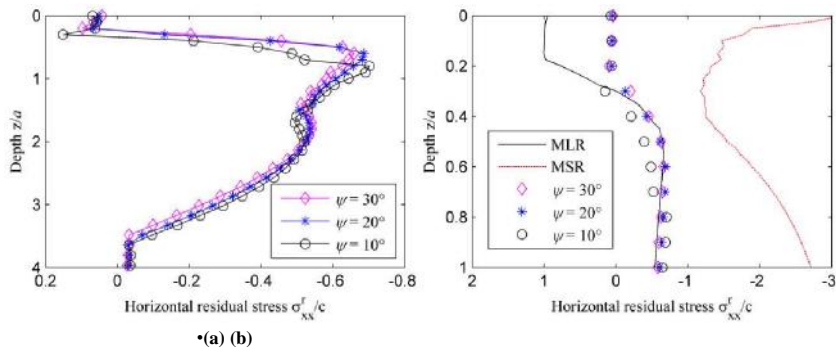 0
1
2
3
4
Depth z/a
0.2
0
-0.2
-0.4
-0.6
-0.8
Horizontal residual stress σʳxx/c
ψ = 30°
ψ = 20°
ψ = 10°
0
0.2
0.4
0.6
0.8
1
Depth z/a
2
1
0
-1
-2
-3
Horizontal residual stress σʳxx/c
MLR
MSR
ψ = 30°
ψ = 20°
ψ = 10°
•(a) (b)